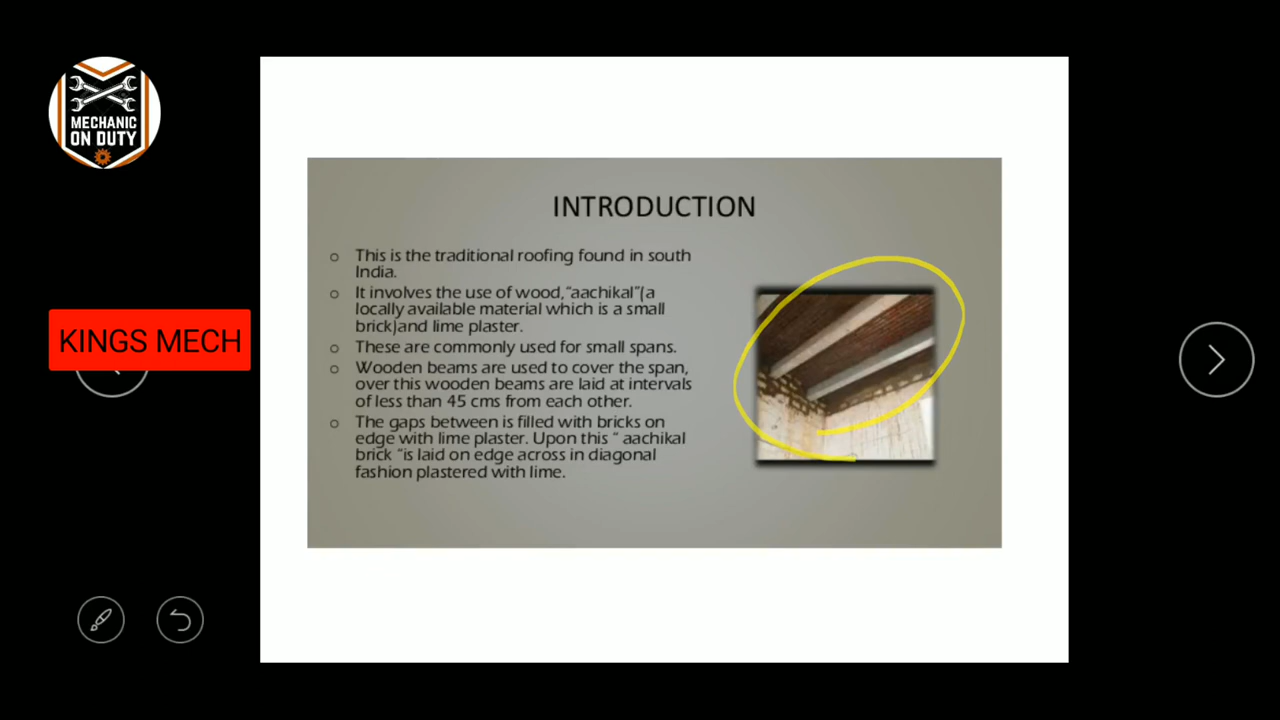 MECHANIC
ON DUTY
KINGS MECH
INTRODUCTION
This is the traditional roofing found in south
India.
It involves the use of wood,"aachikal"(a
locally available material which is a small
brick)and lime plaster.
These are commonly used for small spans.
Wooden beams are used to cover the span,
over this wooden beams are laid at intervals
of less than 45 cms from each other.
The gaps between is filled with bricks on
edge with lime plaster. Upon this " aachikal
brick "is laid on edge across in diagonal
fashion plastered with lime.